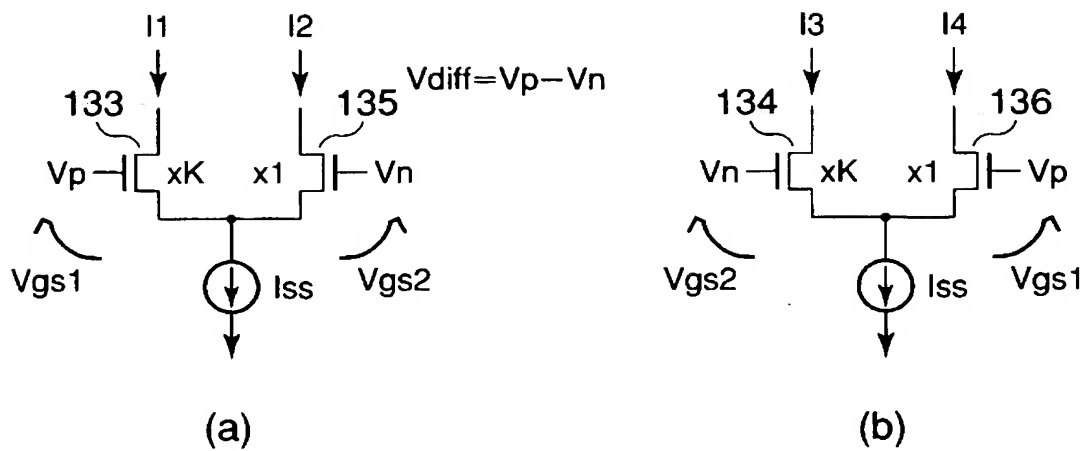 I1 I2 I3 I4
Vdiff=Vp−Vn
133 135 134 136
Vp xK x1 Vn Vn xK x1 Vp
Vgs1 Iss Vgs2 Vgs2 Iss Vgs1
(a) (b)